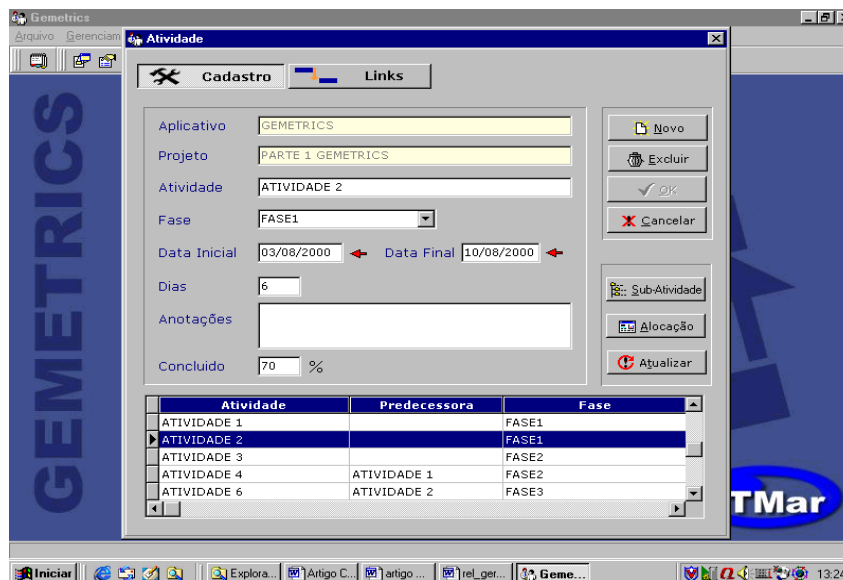 Gemetrics
Arquivo Gerenciam
Atividade
Cadastro Links
Aplicativo GEMETRICS
Projeto PARTE 1 GEMETRICS
Atividade ATIVIDADE 2
Fase FASE1
Data Inicial 03/08/2000 Data Final 10/08/2000
Dias 6
Anotações
Concluido 70 %
Novo
Excluir
OK
Cancelar
Sub-Atividade
Alocação
Atualizar
Atividade Predecessora Fase
ATIVIDADE 1 FASE1
ATIVIDADE 2 FASE1
ATIVIDADE 3 FASE2
ATIVIDADE 4 ATIVIDADE 1 FASE2
ATIVIDADE 6 ATIVIDADE 2 FASE3
GEMETRICS
TMar
Iniciar Explora... Artigo C... artigo ... rel_ger... Geme... 13:24